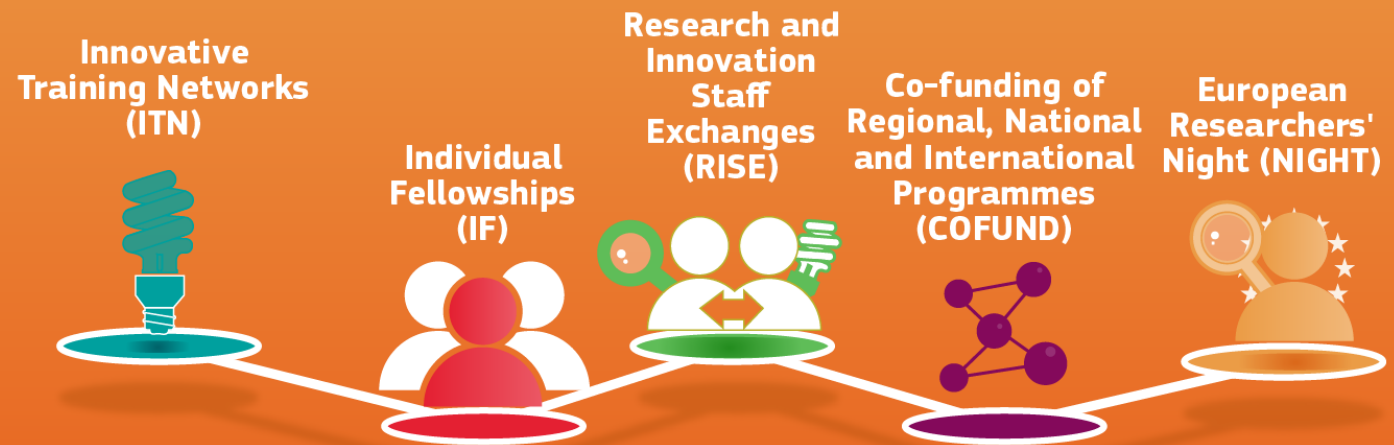 Innovative
Training Networks
(ITN)
Individual
Fellowships
(IF)
Research and
Innovation
Staff
Exchanges
(RISE)
Co-funding of
Regional, National
and International
Programmes
(COFUND)
European
Researchers'
Night (NIGHT)